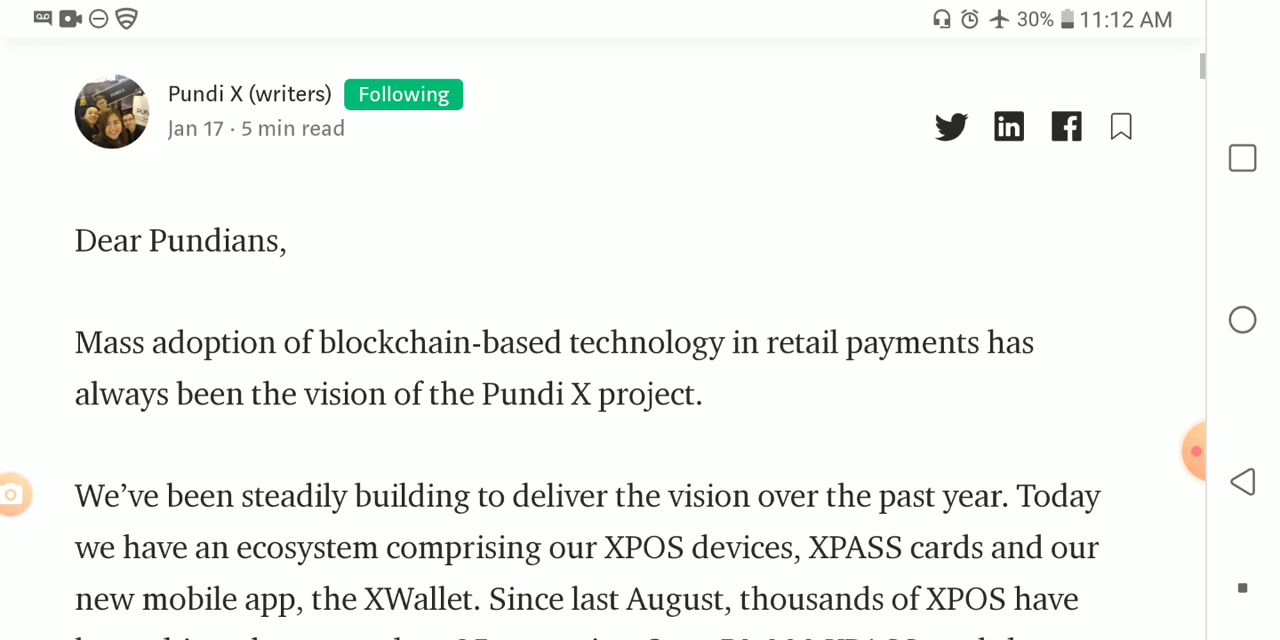 30% 11:12 AM
Pundi X (writers) Following
Jan 17 · 5 min read
Dear Pundians,
Mass adoption of blockchain-based technology in retail payments has
always been the vision of the Pundi X project.
We’ve been steadily building to deliver the vision over the past year. Today
we have an ecosystem comprising our XPOS devices, XPASS cards and our
new mobile app, the XWallet. Since last August, thousands of XPOS have